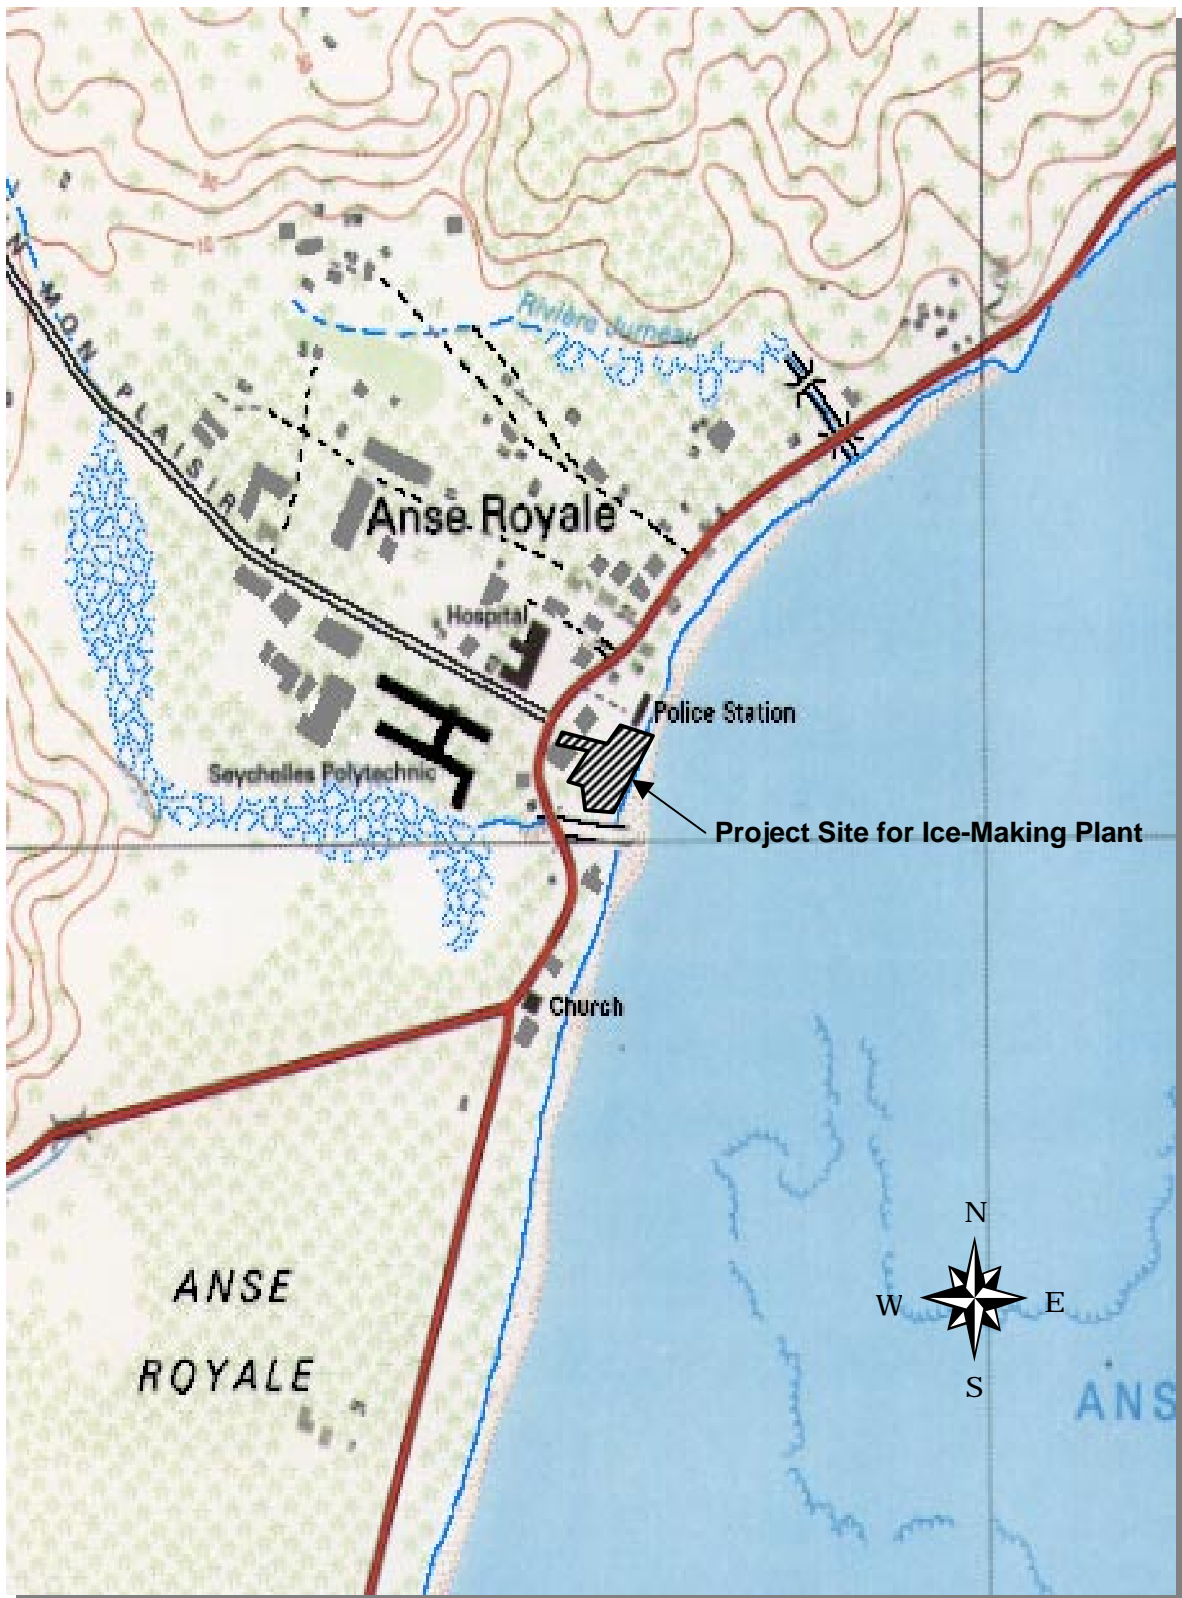 Rivière Jumeau
MON PLAISIR
Anse Royale
Hospital
Police Station
Seychelles Polytechnic
Project Site for Ice-Making Plant
Church
N
W E
S
ANSE
ROYALE
ANS